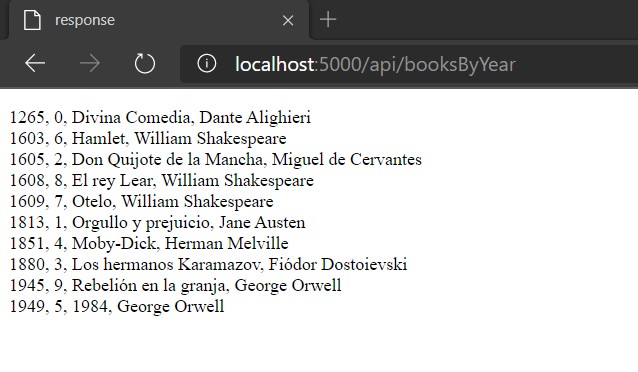 response
localhost:5000/api/booksByYear
1265, 0, Divina Comedia, Dante Alighieri
1603, 6, Hamlet, William Shakespeare
1605, 2, Don Quijote de la Mancha, Miguel de Cervantes
1608, 8, El rey Lear, William Shakespeare
1609, 7, Otelo, William Shakespeare
1813, 1, Orgullo y prejuicio, Jane Austen
1851, 4, Moby-Dick, Herman Melville
1880, 3, Los hermanos Karamazov, Fiódor Dostoievski
1945, 9, Rebelión en la granja, George Orwell
1949, 5, 1984, George Orwell